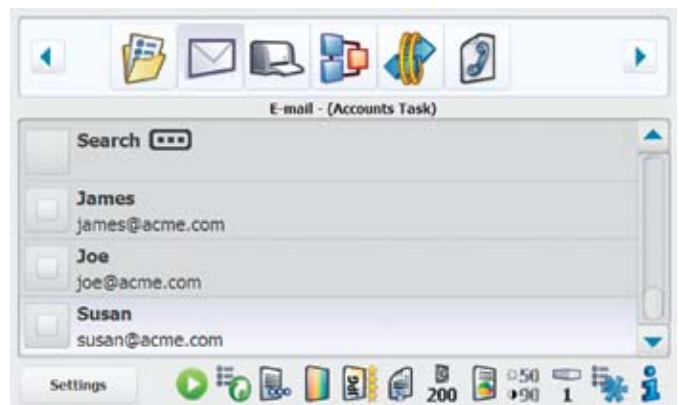 E-mail - (Accounts Task)
Search
James
james@acme.com
Joe
joe@acme.com
Susan
susan@acme.com
Settings
JPG
200
50
90
1